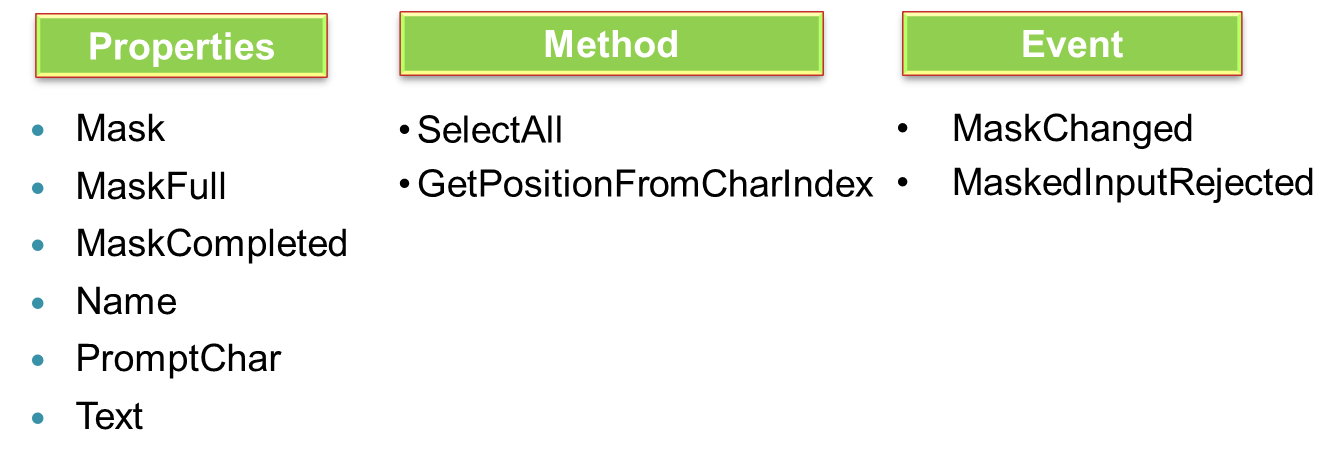 Properties
• Mask
• MaskFull
• MaskCompleted
• Name
• PromptChar
• Text
Method
• SelectAll
• GetPositionFromCharIndex
Event
• MaskChanged
• MaskedInputRejected